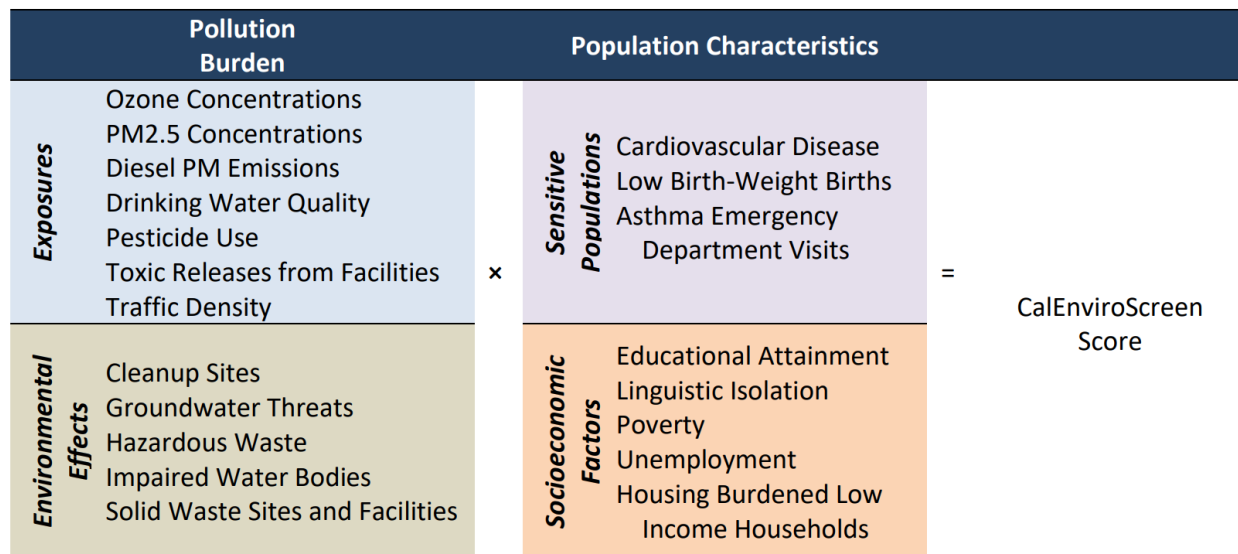 Pollution
Burden
Population Characteristics
Exposures
Ozone Concentrations
PM2.5 Concentrations
Diesel PM Emissions
Drinking Water Quality
Pesticide Use
Toxic Releases from Facilities
Traffic Density
Environmental
Effects
Cleanup Sites
Groundwater Threats
Hazardous Waste
Impaired Water Bodies
Solid Waste Sites and Facilities
×
Sensitive
Populations
Cardiovascular Disease
Low Birth-Weight Births
Asthma Emergency
Department Visits
Socioeconomic
Factors
Educational Attainment
Linguistic Isolation
Poverty
Unemployment
Housing Burdened Low
Income Households
=
CalEnviroScreen
Score